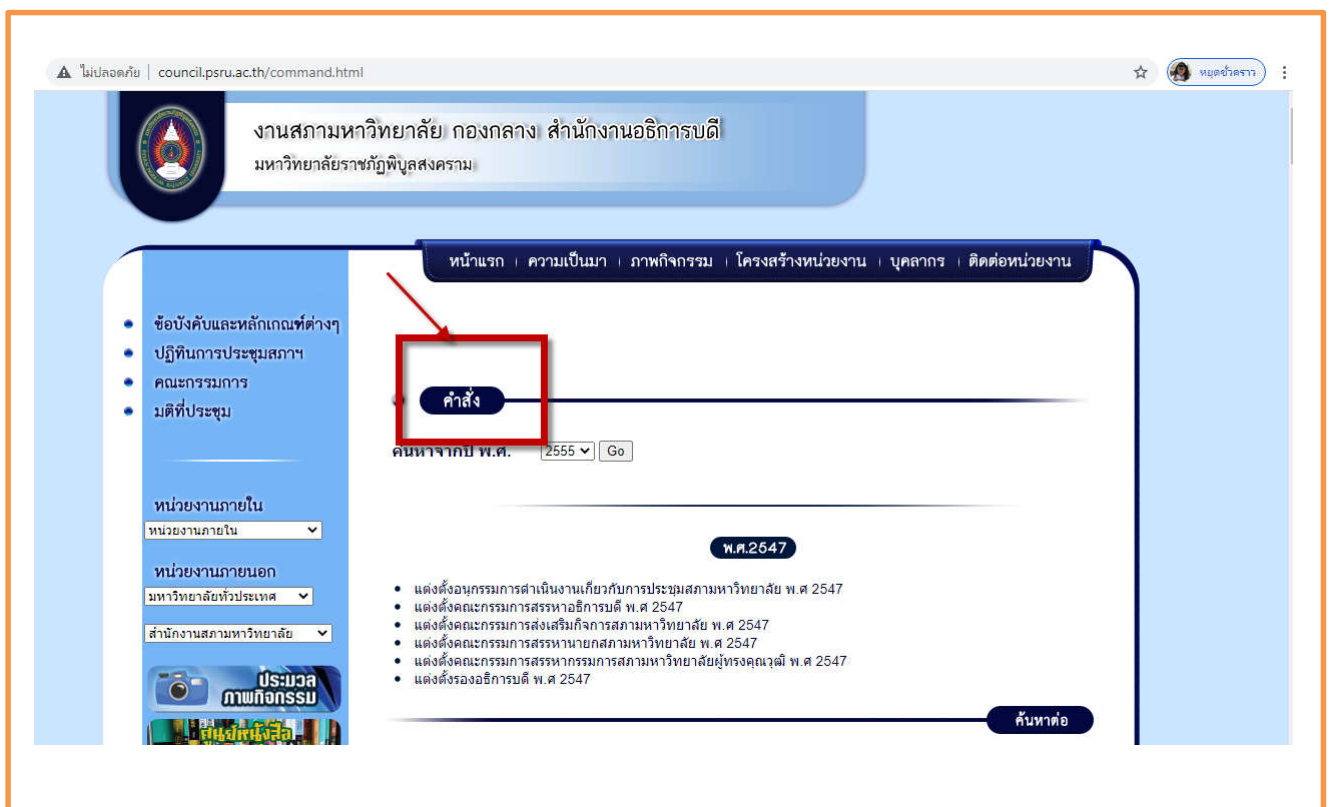 ไม่ปลอดภัย council.psru.ac.th/command.html หยุดชั่วคราว
งานสภามหาวิทยาลัย กองกลาง สำนักงานอธิการบดี
มหาวิทยาลัยราชภัฏพิบูลสงคราม
หน้าแรก ความเป็นมา ภาพกิจกรรม โครงสร้างหน่วยงาน บุคลากร ติดต่อหน่วยงาน
ข้อบังคับและหลักเกณฑ์ต่างๆ
ปฏิทินการประชุมสภาฯ
คณะกรรมการ
มติที่ประชุม
หน่วยงานภายใน
หน่วยงานภายใน
หน่วยงานภายนอก
มหาวิทยาลัยทั่วประเทศ
สำนักงานสภามหาวิทยาลัย
ประมวล
ภาพกิจกรรม
ศูนย์หนังสือ
คำสั่ง
ค้นหาจากปี พ.ศ. 2555 Go
พ.ศ.2547
แต่งตั้งอนุกรรมการดำเนินงานเกี่ยวกับการประชุมสภามหาวิทยาลัย พ.ศ 2547
แต่งตั้งคณะกรรมการสรรหาอธิการบดี พ.ศ 2547
แต่งตั้งคณะกรรมการส่งเสริมกิจการสภามหาวิทยาลัย พ.ศ 2547
แต่งตั้งคณะกรรมการสรรหานายกสภามหาวิทยาลัย พ.ศ 2547
แต่งตั้งคณะกรรมการสรรหากรรมการสภามหาวิทยาลัยผู้ทรงคุณวุฒิ พ.ศ 2547
แต่งตั้งรองอธิการบดี พ.ศ 2547
ค้นหาต่อ